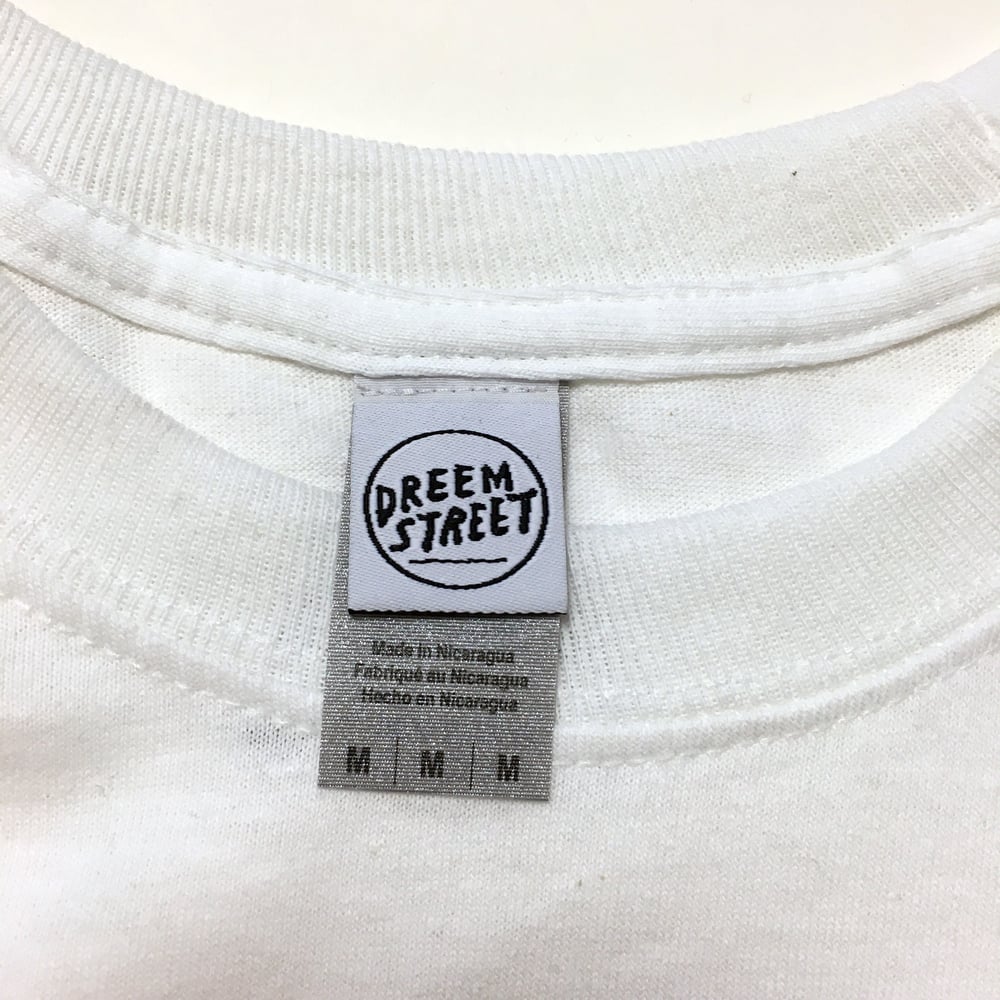 DREEM
STREET
Made in Nicaragua
Fabriqué au Nicaragua
Hecho en Nicaragua
M | M | M